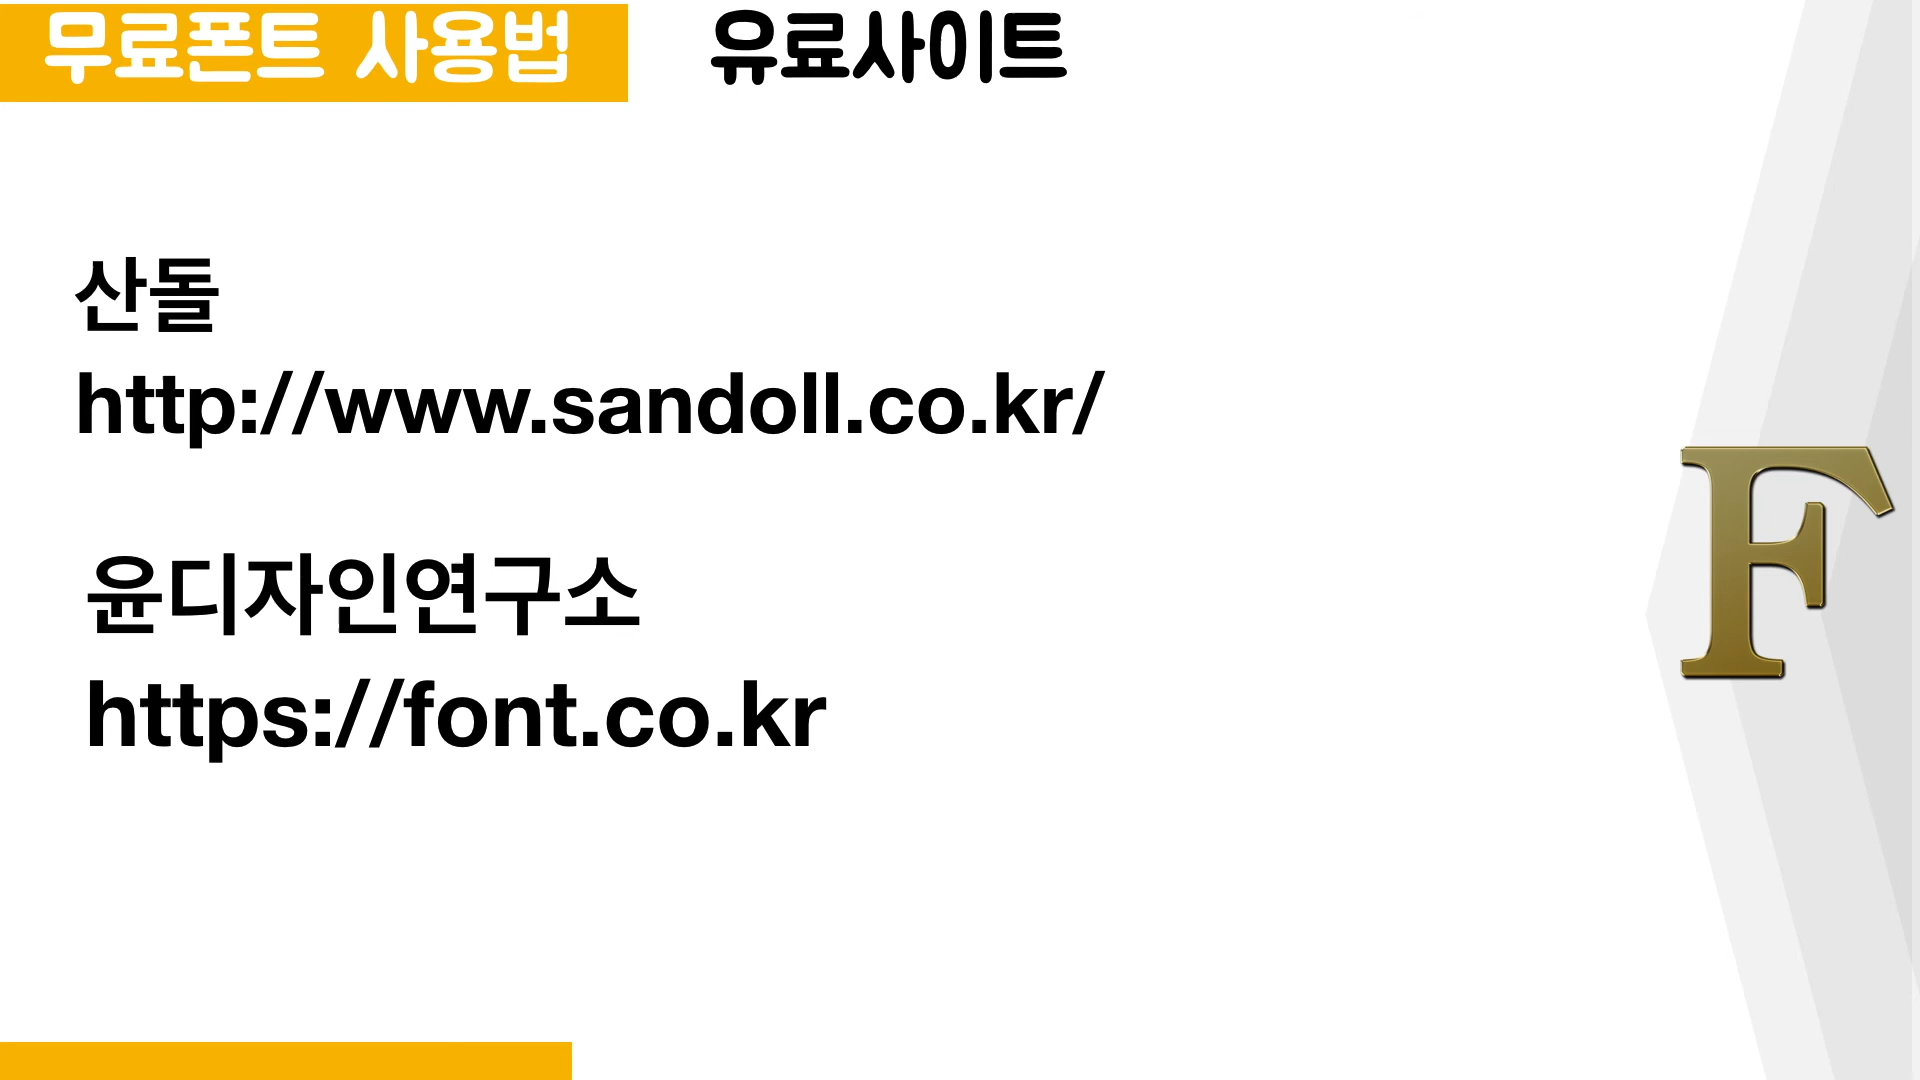 무료폰트 사용법 유료사이트
산돌
http://www.sandoll.co.kr/
윤디자인연구소
https://font.co.kr
F